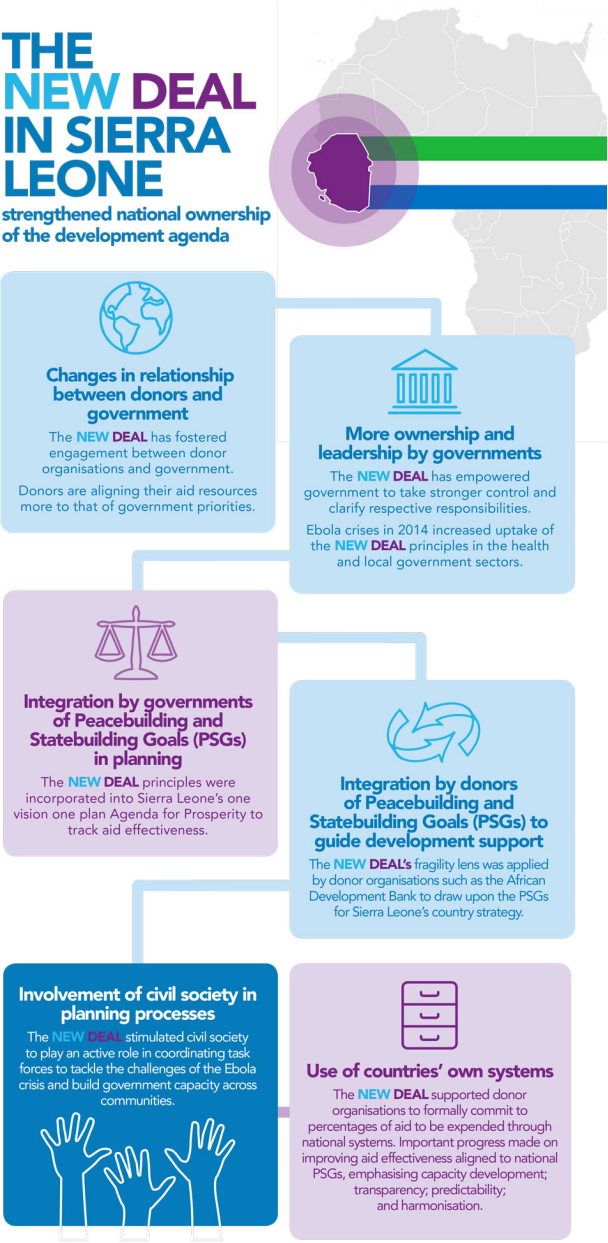 THE
NEW DEAL
IN SIERRA
LEONE
strengthened national ownership
of the development agenda
Changes in relationship
between donors and
government
The NEW DEAL has fostered
engagement between donor
organisations and government.
Donors are aligning their aid resources
more to that of government priorities.
More ownership and
leadership by governments
The NEW DEAL has empowered
government to take stronger control and
clarify respective responsibilities.
Ebola crises in 2014 increased uptake of
the NEW DEAL principles in the health
and local government sectors.
Integration by governments
of Peacebuilding and
Statebuilding Goals (PSGs)
in planning
The NEW DEAL principles were
incorporated into Sierra Leone's one
vision one plan Agenda for Prosperity to
track aid effectiveness.
Integration by donors
of Peacebuilding and
Statebuilding Goals (PSGs) to
guide development support
The NEW DEAL's fragility lens was applied
by donor organisations such as the African
Development Bank to draw upon the PSGs
for Sierra Leone's country strategy.
Involvement of civil society in
planning processes
The NEW DEAL stimulated civil society
to play an active role in coordinating task
forces to tackle the challenges of the Ebola
crisis and build government capacity across
communities.
Use of countries' own systems
The NEW DEAL supported donor
organisations to formally commit to
percentages of aid to be expended through
national systems. Important progress made on
improving aid effectiveness aligned to national
PSGs, emphasising capacity development;
transparency; predictability;
and harmonisation.